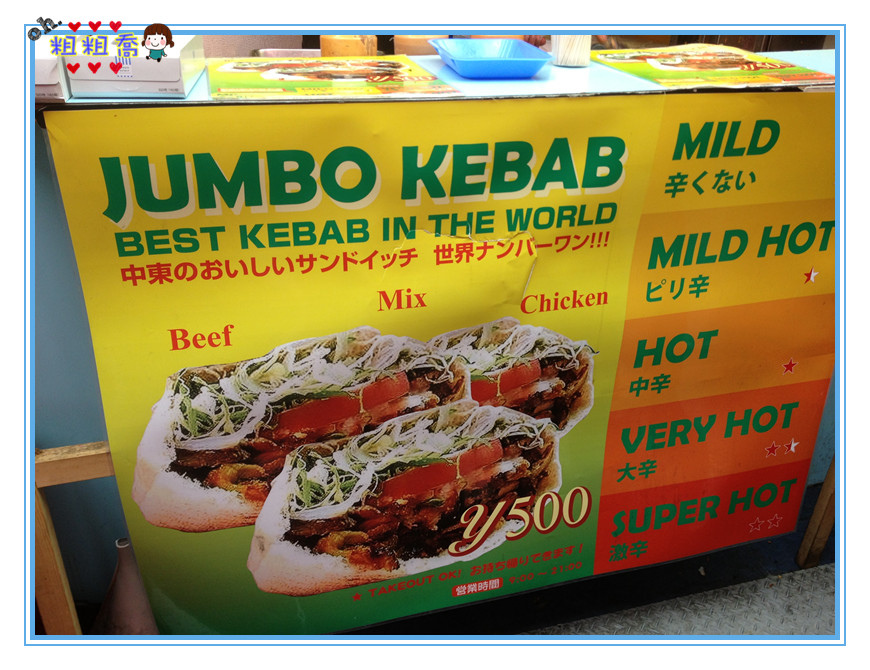 oh.
粗粗喬
JUMBO KEBAB
BEST KEBAB IN THE WORLD
中東のおいしいサンドイッチ 世界ナンバーワン!!!
Beef
Mix
Chicken
¥500
★ TAKEOUT OK! お持ち帰りできます!
営業時間
MILD
辛くない
MILD HOT
ピリ辛
HOT
中辛
VERY HOT
大辛
SUPER HOT
激辛
¥500